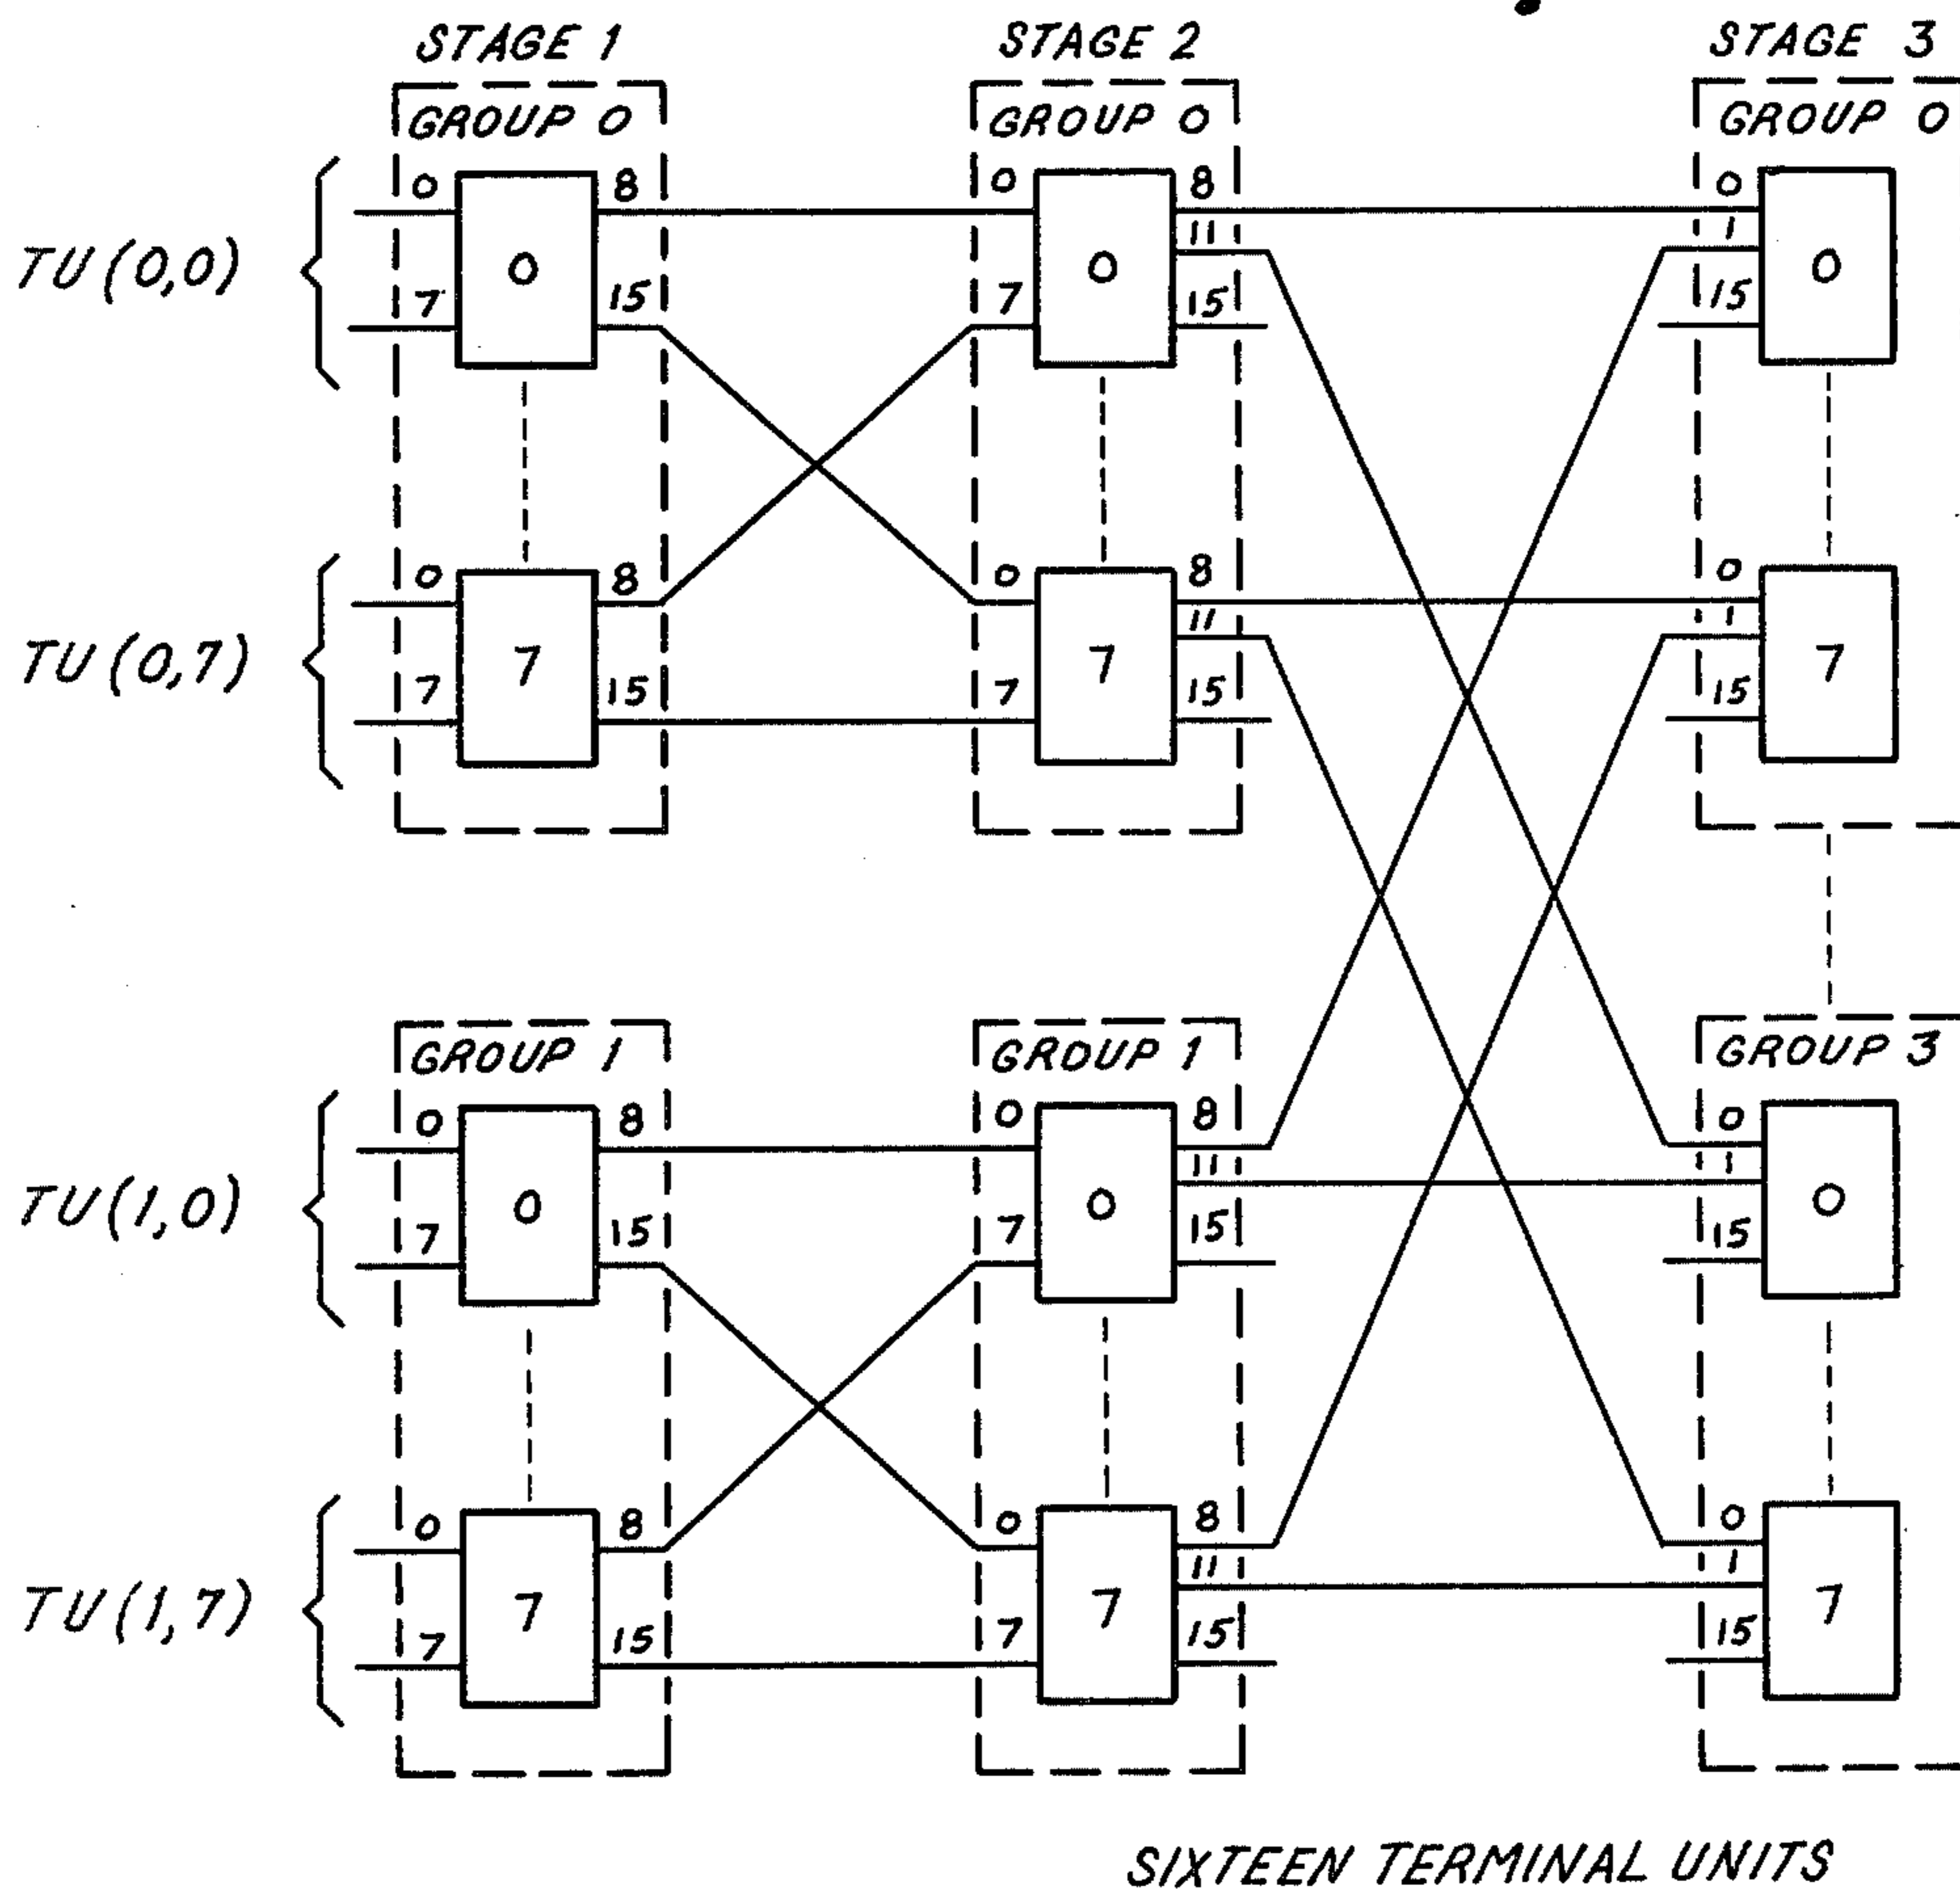 STAGE 1 STAGE 2 STAGE 3
GROUP 0 GROUP 0 GROUP 0
0 8 0 8 0
11 1
TU(0,0) 0 0 0
7 15 7 15 15
0 8 0 8 0
11 1
TU(0,7) 7 7 7
7 15 7 15 15
GROUP 1 GROUP 1 GROUP 3
0 8 0 8 0
11 1
TU(1,0) 0 0 0
7 15 7 15 15
0 8 0 8 0
11 1
TU(1,7) 7 7 7
7 15 7 15 15
SIXTEEN TERMINAL UNITS